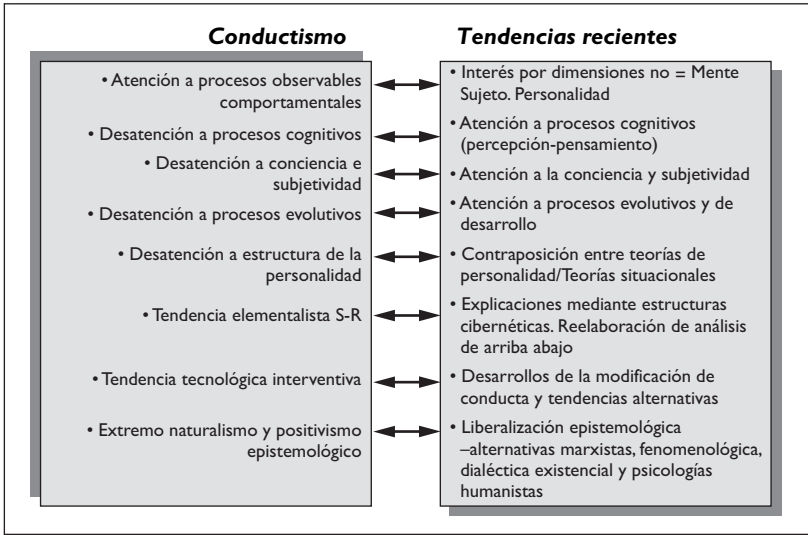 Conductismo
• Atención a procesos observables
comportamentales
• Desatención a procesos cognitivos
• Desatención a conciencia e
subjetividad
• Desatención a procesos evolutivos
• Desatención a estructura de la
personalidad
• Tendencia elementalista S-R
• Tendencia tecnológica interventiva
• Extremo naturalismo y positivismo
epistemológico
Tendencias recientes
• Interés por dimensiones no = Mente
Sujeto. Personalidad
• Atención a procesos cognitivos
(percepción-pensamiento)
• Atención a la conciencia y subjetividad
• Atención a procesos evolutivos y de
desarrollo
• Contraposición entre teorías de
personalidad/Teorías situacionales
• Explicaciones mediante estructuras
cibernéticas. Reelaboración de análisis
de arriba abajo
• Desarrollos de la modificación de
conducta y tendencias alternativas
• Liberalización epistemológica
–alternativas marxistas, fenomenológica,
dialéctica existencial y psicologías
humanistas